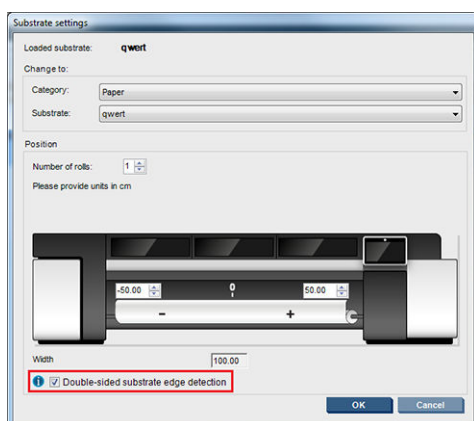 Substrate settings
Loaded substrate: qwert
Change to:
Category: Paper
Substrate: qwert
Position
Number of rolls: 1
Please provide units in cm
-50.00 0 50.00
- +
Width 100.00
Double-sided substrate edge detection
OK Cancel